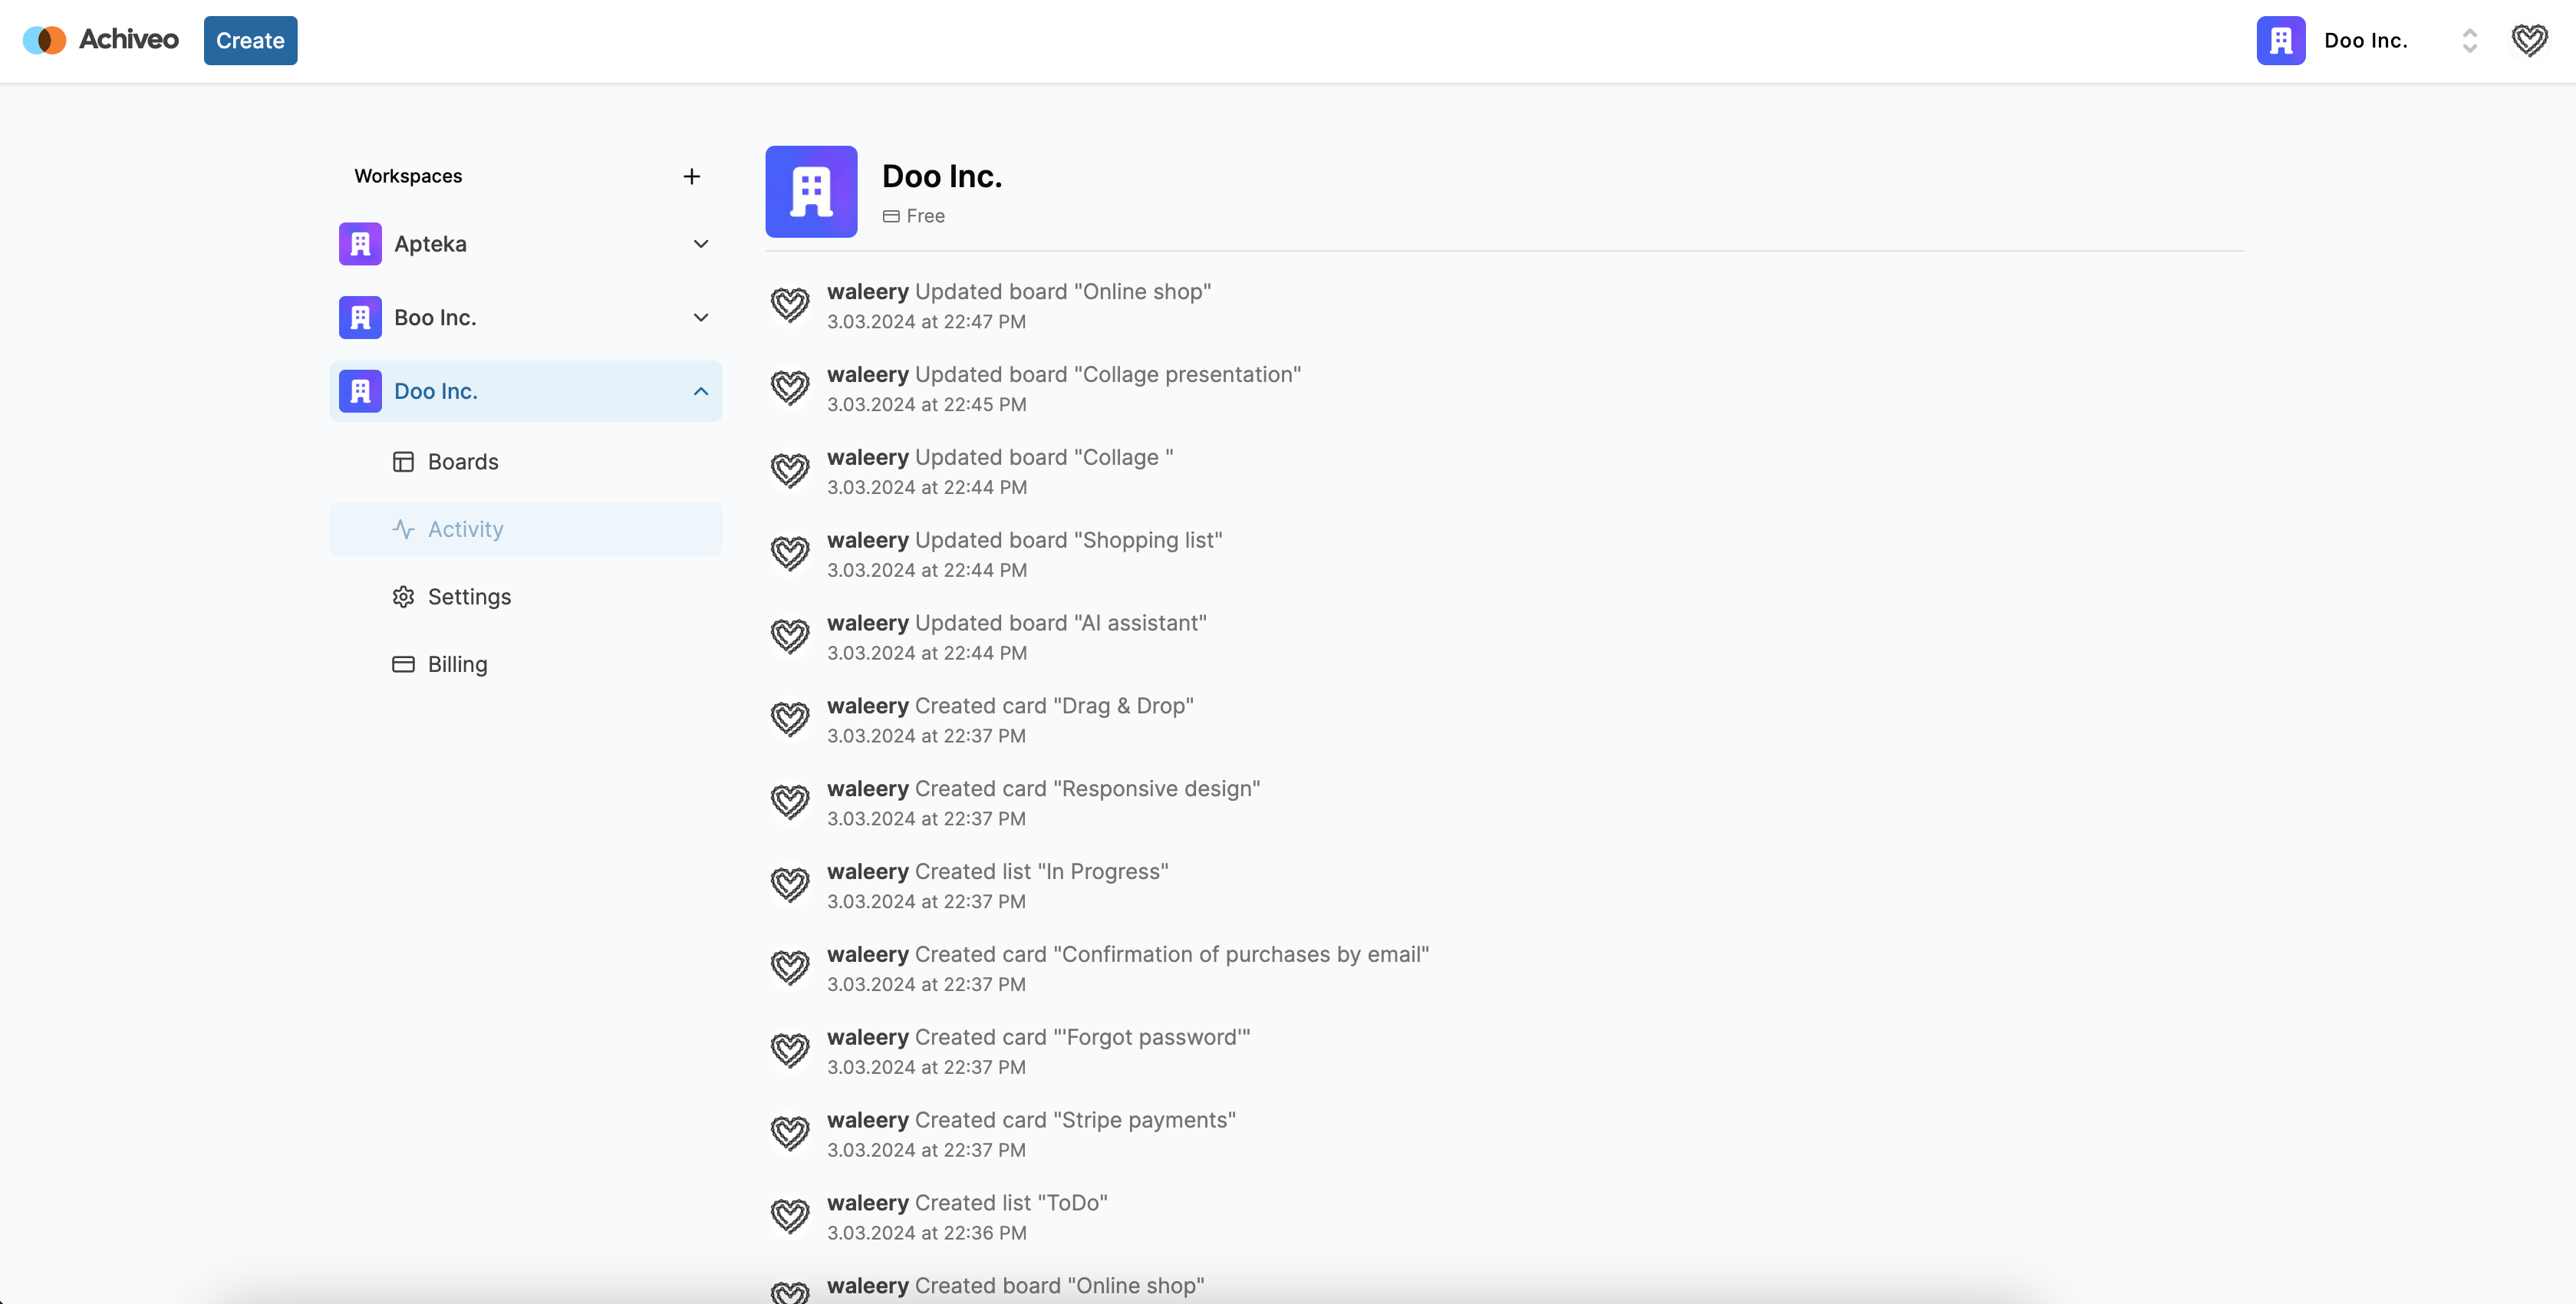 Achiveo
Create
Doo Inc.
Workspaces
Apteka
Boo Inc.
Doo Inc.
Boards
Activity
Settings
Billing
Doo Inc.
Free
waleery Updated board "Online shop"
3.03.2024 at 22:47 PM
waleery Updated board "Collage presentation"
3.03.2024 at 22:45 PM
waleery Updated board "Collage "
3.03.2024 at 22:44 PM
waleery Updated board "Shopping list"
3.03.2024 at 22:44 PM
waleery Updated board "AI assistant"
3.03.2024 at 22:44 PM
waleery Created card "Drag & Drop"
3.03.2024 at 22:37 PM
waleery Created card "Responsive design"
3.03.2024 at 22:37 PM
waleery Created list "In Progress"
3.03.2024 at 22:37 PM
waleery Created card "Confirmation of purchases by email"
3.03.2024 at 22:37 PM
waleery Created card "'Forgot password'"
3.03.2024 at 22:37 PM
waleery Created card "Stripe payments"
3.03.2024 at 22:37 PM
waleery Created list "ToDo"
3.03.2024 at 22:36 PM
waleery Created board "Online shop"